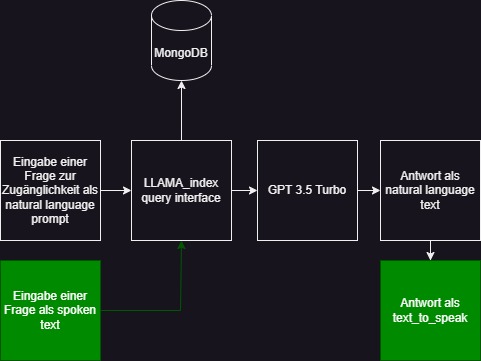 MongoDB
Eingabe einer
Frage zur
Zugänglichkeit als
natural language
prompt
LLAMA_index
query interface
GPT 3.5 Turbo
Antwort als
natural language
text
Eingabe einer
Frage als spoken
text
Antwort als
text_to_speak